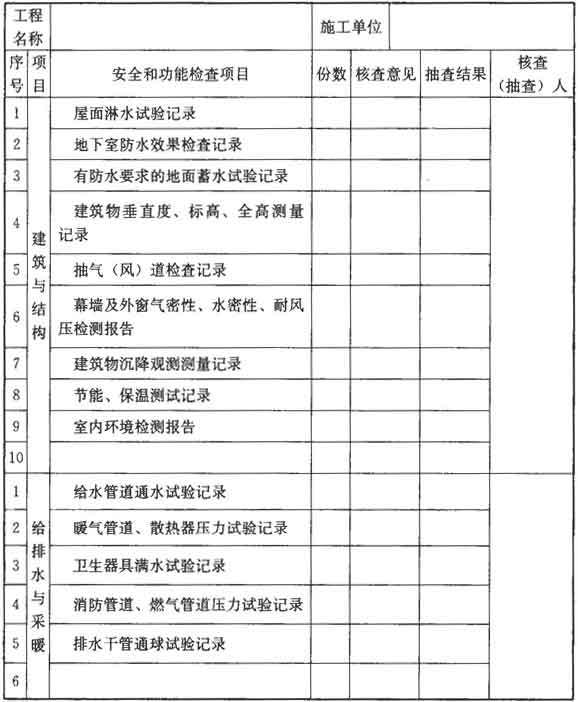 工程名称 施工单位
序号 项目 安全和功能检查项目 份数 核查意见 抽查结果 核查（抽查）人
建筑与结构
1 屋面淋水试验记录
2 地下室防水效果检查记录
3 有防水要求的地面蓄水试验记录
4 建筑物垂直度、标高、全高测量
记录
5 抽气（风）道检查记录
6 幕墙及外窗气密性、水密性、耐风
压检测报告
7 建筑物沉降观测测量记录
8 节能、保温测试记录
9 室内环境检测报告
10
给排水与采暖
1 给水管道通水试验记录
2 暖气管道、散热器压力试验记录
3 卫生器具满水试验记录
4 消防管道、燃气管道压力试验记录
5 排水干管通球试验记录
6